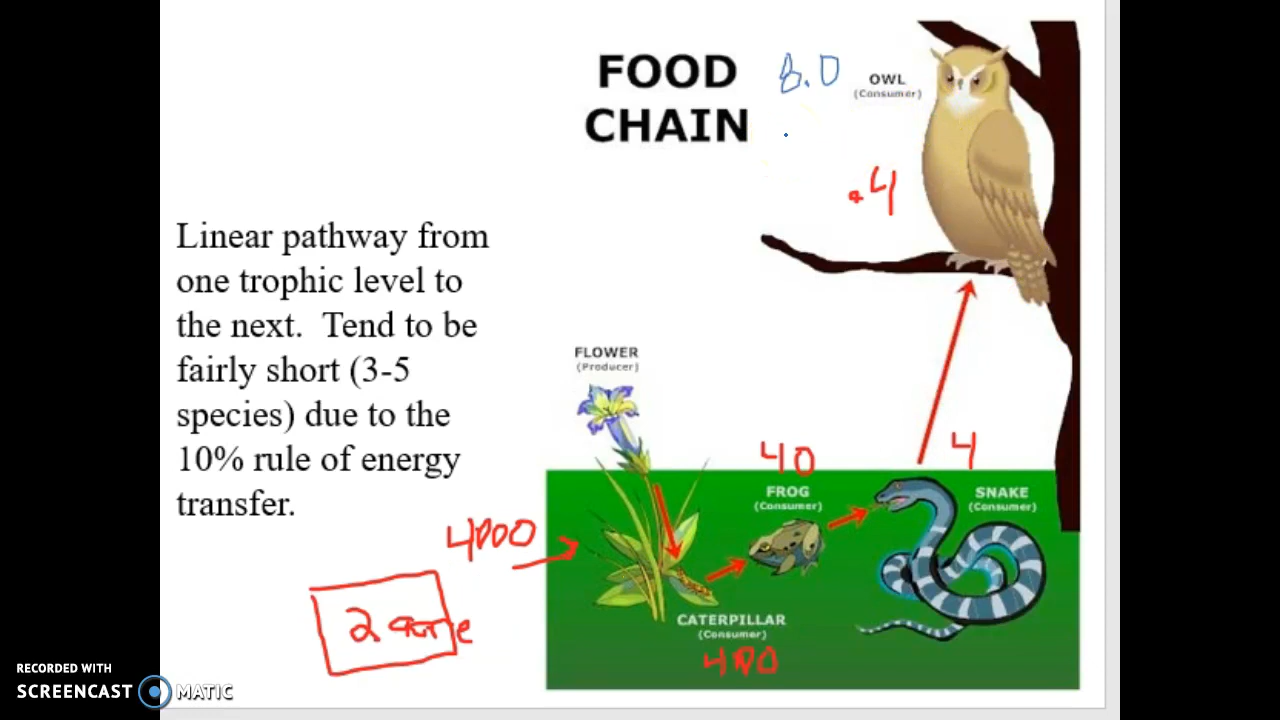 FOOD
CHAIN
8.0
OWL
(Consumer)
.4
Linear pathway from
one trophic level to
the next. Tend to be
fairly short (3-5
species) due to the
10% rule of energy
transfer.
FLOWER
(Producer)
40
4
FROG
(Consumer)
SNAKE
(Consumer)
4000
2 acre
CATERPILLAR
(Consumer)
400
RECORDED WITH
SCREENCAST MATIC